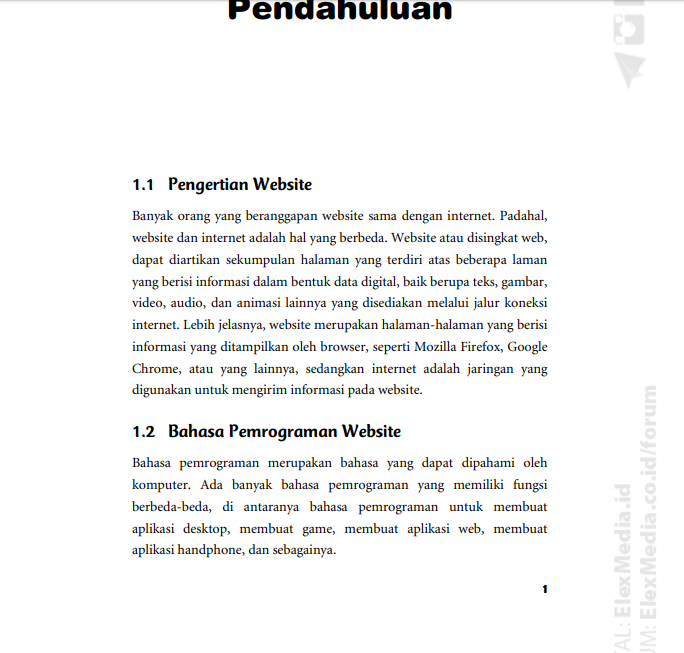 Pendahuluan
1.1 Pengertian Website
Banyak orang yang beranggapan website sama dengan internet. Padahal,
website dan internet adalah hal yang berbeda. Website atau disingkat web,
dapat diartikan sekumpulan halaman yang terdiri atas beberapa laman
yang berisi informasi dalam bentuk data digital, baik berupa teks, gambar,
video, audio, dan animasi lainnya yang disediakan melalui jalur koneksi
internet. Lebih jelasnya, website merupakan halaman-halaman yang berisi
informasi yang ditampilkan oleh browser, seperti Mozilla Firefox, Google
Chrome, atau yang lainnya, sedangkan internet adalah jaringan yang
digunakan untuk mengirim informasi pada website.
1.2 Bahasa Pemrograman Website
Bahasa pemrograman merupakan bahasa yang dapat dipahami oleh
komputer. Ada banyak bahasa pemrograman yang memiliki fungsi
berbeda-beda, di antaranya bahasa pemrograman untuk membuat
aplikasi desktop, membuat game, membuat aplikasi web, membuat
aplikasi handphone, dan sebagainya.
1
ElexMedia.id
ElexMedia.co.id/forum